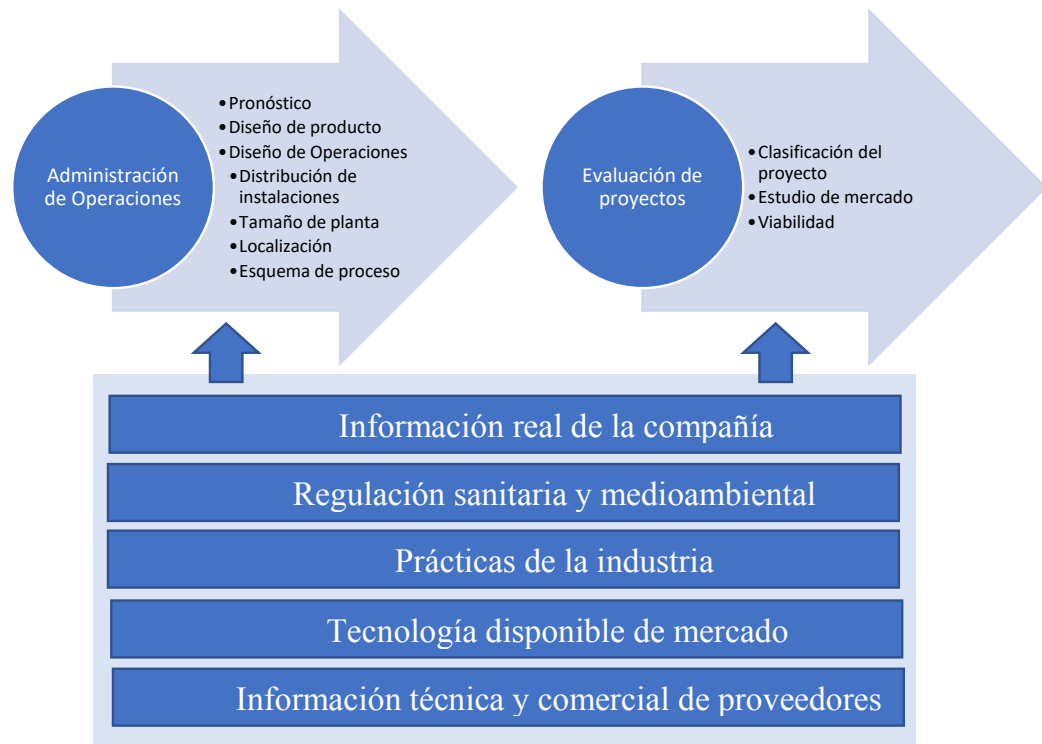 Administración
de Operaciones
•Pronóstico
•Diseño de producto
•Diseño de Operaciones
•Distribución de
instalaciones
•Tamaño de planta
•Localización
•Esquema de proceso
Evaluación de
proyectos
•Clasificación del
proyecto
•Estudio de mercado
•Viabilidad
Información real de la compañía
Regulación sanitaria y medioambiental
Prácticas de la industria
Tecnología disponible de mercado
Información técnica y comercial de proveedores